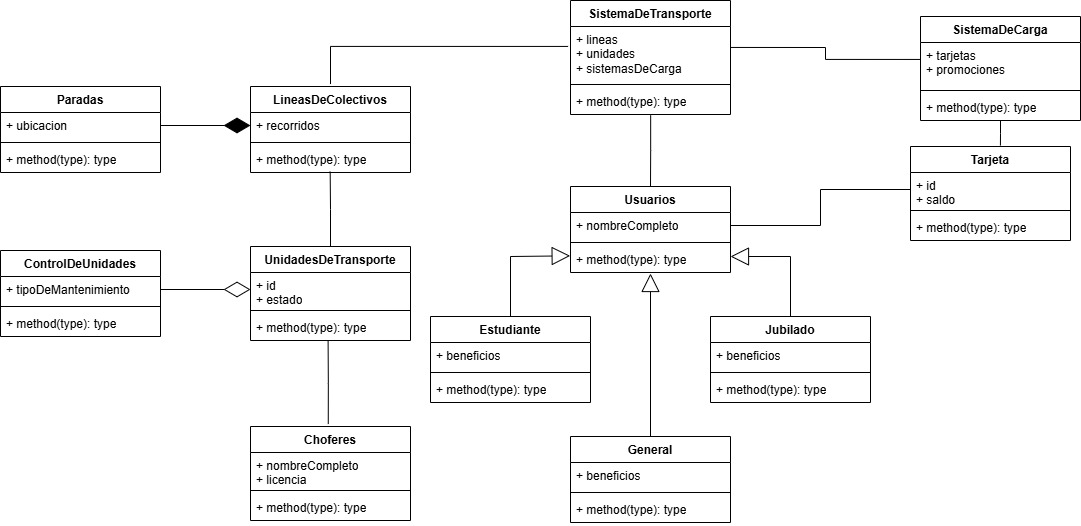 SistemaDeTransporte
+ lineas
+ unidades
+ sistemasDeCarga
+ method(type): type
SistemaDeCarga
+ tarjetas
+ promociones
+ method(type): type
Paradas
+ ubicacion
+ method(type): type
LineasDeColectivos
+ recorridos
+ method(type): type
Tarjeta
+ id
+ saldo
+ method(type): type
Usuarios
+ nombreCompleto
+ method(type): type
ControlDeUnidades
+ tipoDeMantenimiento
+ method(type): type
UnidadesDeTransporte
+ id
+ estado
+ method(type): type
Estudiante
+ beneficios
+ method(type): type
Jubilado
+ beneficios
+ method(type): type
Choferes
+ nombreCompleto
+ licencia
+ method(type): type
General
+ beneficios
+ method(type): type